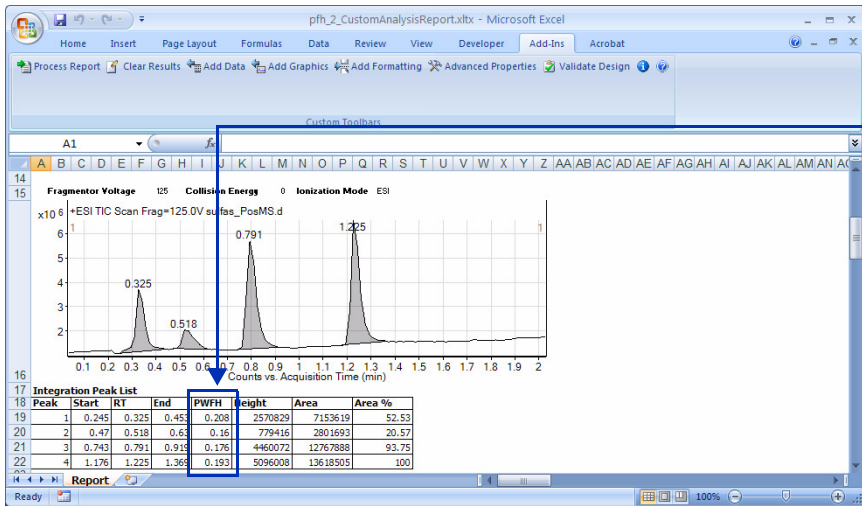 pfh_2_CustomAnalysisReport.xltx - Microsoft Excel
Home Insert Page Layout Formulas Data Review View Developer Add-Ins Acrobat
Process Report Clear Results Add Data Add Graphics Add Formatting Advanced Properties Validate Design
Custom Toolbars
A1 fx
A B C D E F G H I J K L M N O P Q R S T U V W X Y Z AA AB AC AD AE AF AG AH AI AJ AK AL AM AN
14
15 Fragmentor Voltage 125 Collision Energy 0 Ionization Mode ESI
x10 6 +ESI TIC Scan Frag=125.0V sulfas_PosMS.d
1 1
6
5
4
3
2
0.325
0.518
0.791
1.225
0.1 0.2 0.3 0.4 0.5 0.6 0.7 0.8 0.9 1 1.1 1.2 1.3 1.4 1.5 1.6 1.7 1.8 1.9 2
16 Counts vs. Acquisition Time (min)
17 Integration Peak List
18 Peak Start RT End PWFH Height Area Area %
19 1 0.245 0.325 0.453 0.208 2570829 7153619 52.53
20 2 0.47 0.518 0.63 0.16 779416 2801693 20.57
21 3 0.743 0.791 0.919 0.176 4460072 12767888 93.75
22 4 1.176 1.225 1.369 0.193 5096008 13618505 100
Report
Ready 100%